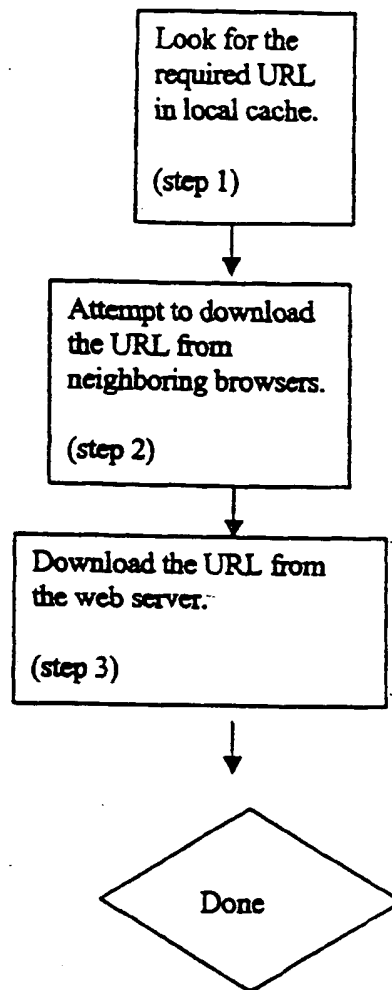 Look for the
required URL
in local cache.
(step 1)
Attempt to download
the URL from
neighboring browsers.
(step 2)
Download the URL from
the web server.
(step 3)
Done